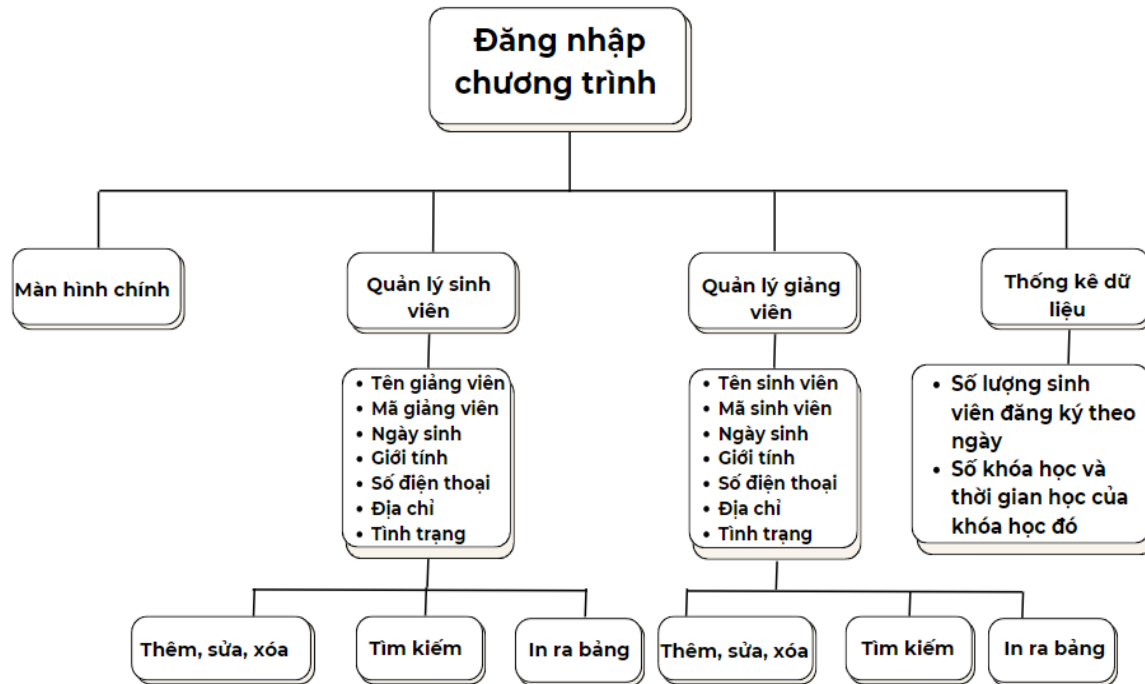 Đăng nhập
chương trình
Màn hình chính
Quản lý sinh
viên
Quản lý giảng
viên
Thống kê dữ
liệu
• Tên giảng viên
• Mã giảng viên
• Ngày sinh
• Giới tính
• Số điện thoại
• Địa chỉ
• Tình trạng
• Tên sinh viên
• Mã sinh viên
• Ngày sinh
• Giới tính
• Số điện thoại
• Địa chỉ
• Tình trạng
• Số lượng sinh
viên đăng ký theo
ngày
• Số khóa học và
thời gian học của
khóa học đó
Thêm, sửa, xóa
Tìm kiếm
In ra bảng
Thêm, sửa, xóa
Tìm kiếm
In ra bảng